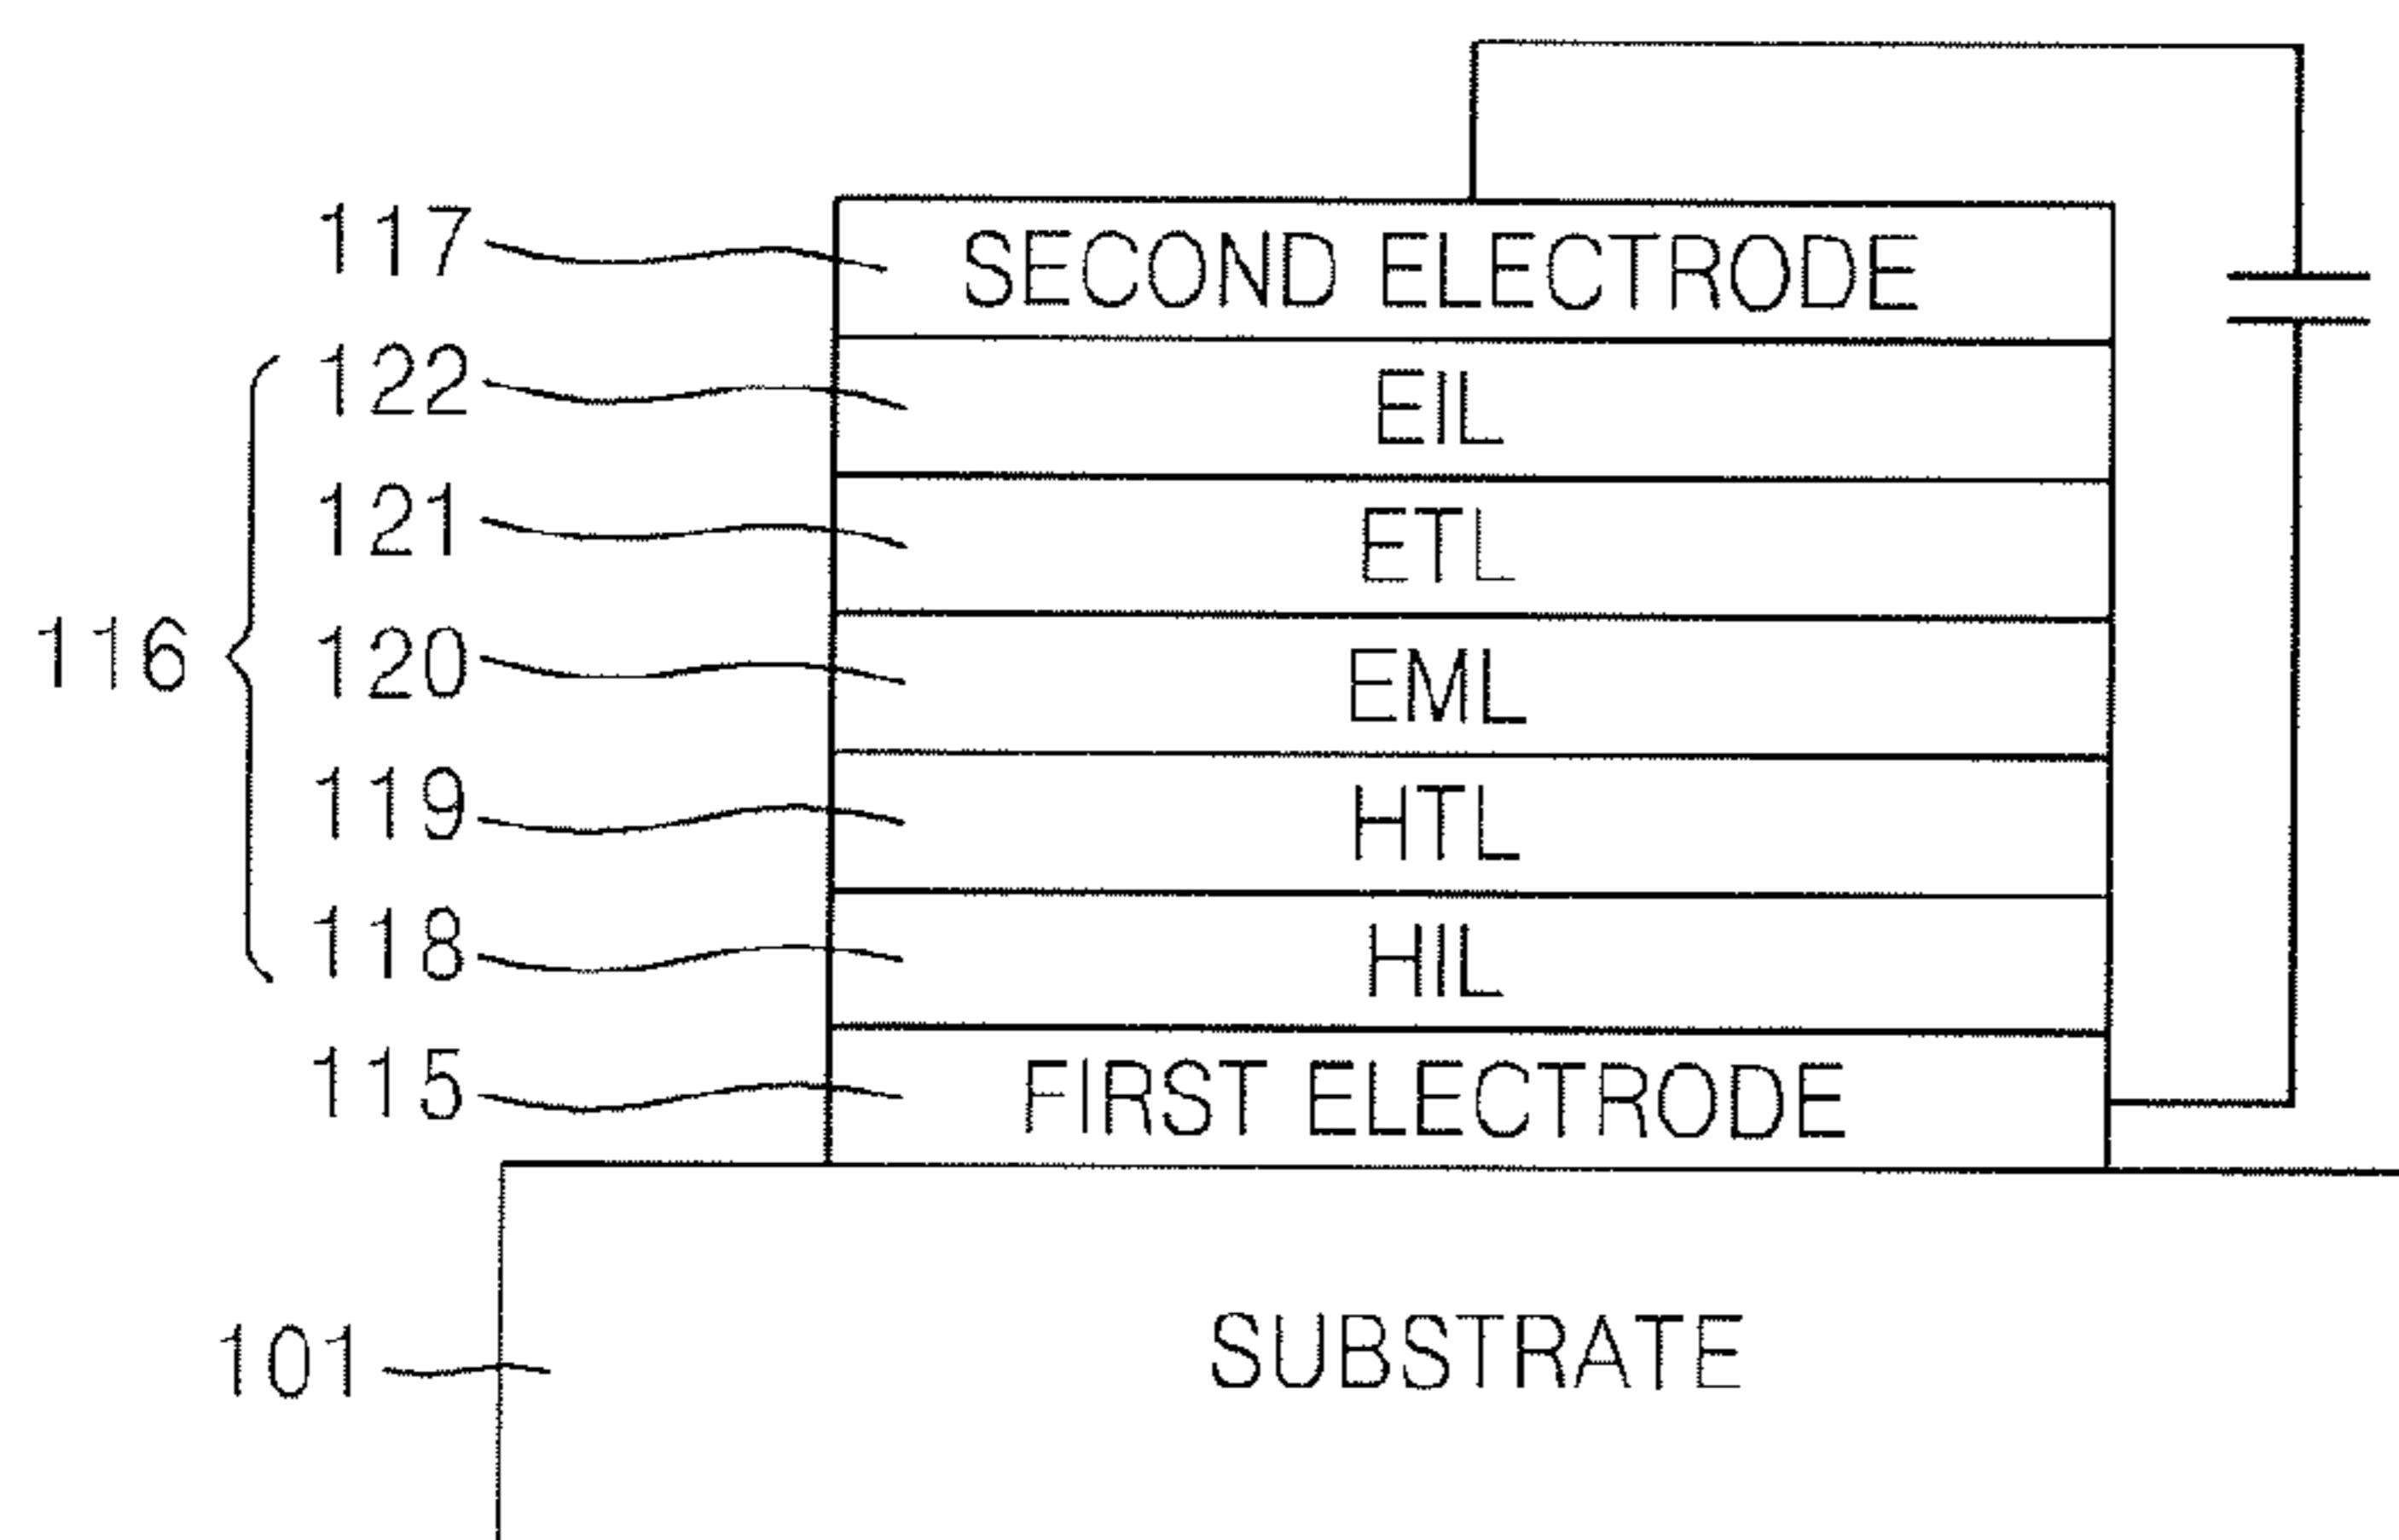 117 SECOND ELECTRODE
122 EIL
121 ETL
116 120 EML
119 HTL
118 HIL
115 FIRST ELECTRODE
101 SUBSTRATE